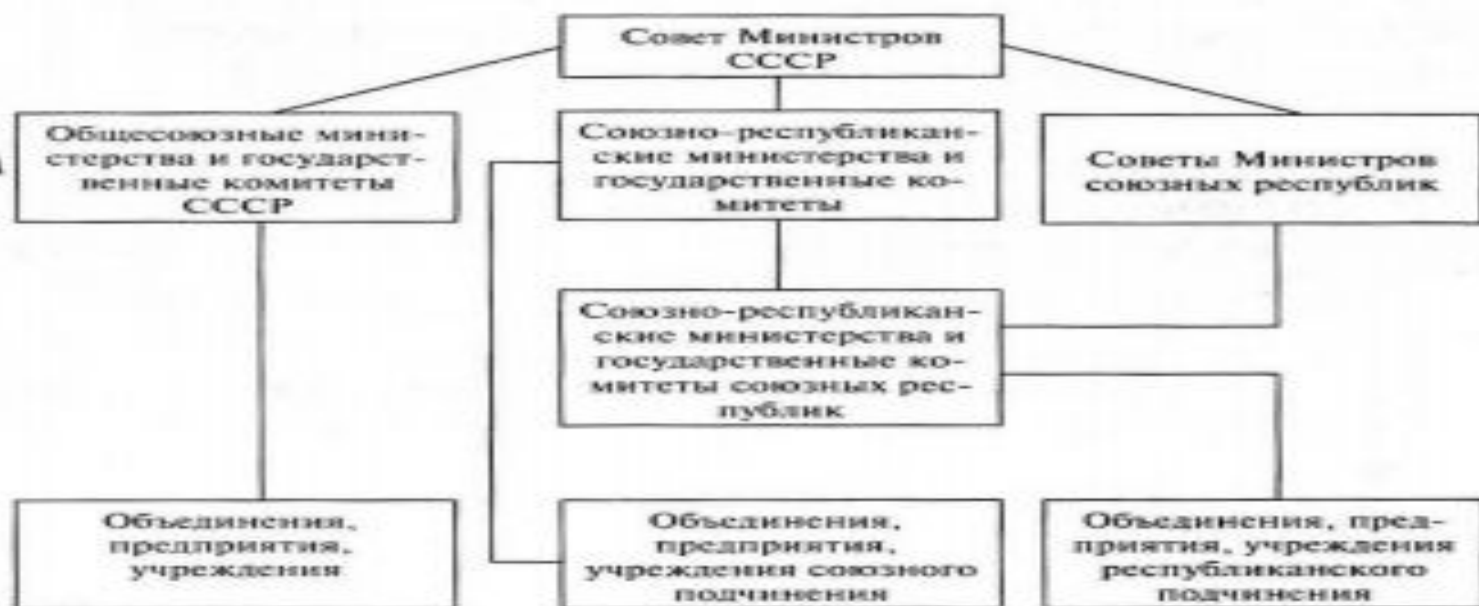 Совет Министров
СССР
Общесоюзные мини-
стерства и государст-
венные комитеты
СССР
Союзно-республикан-
ские министерства и
государственные ко-
митеты
Советы Министров
союзных республик
Союзно-республикан-
ские министерства и
государственные ко-
митеты союзных рес-
публик
Объединения,
предприятия,
учреждения
Объединения,
предприятия,
учреждения союзного
подчинения
Объединения, пред-
приятия, учреждения
республиканского
подчинения